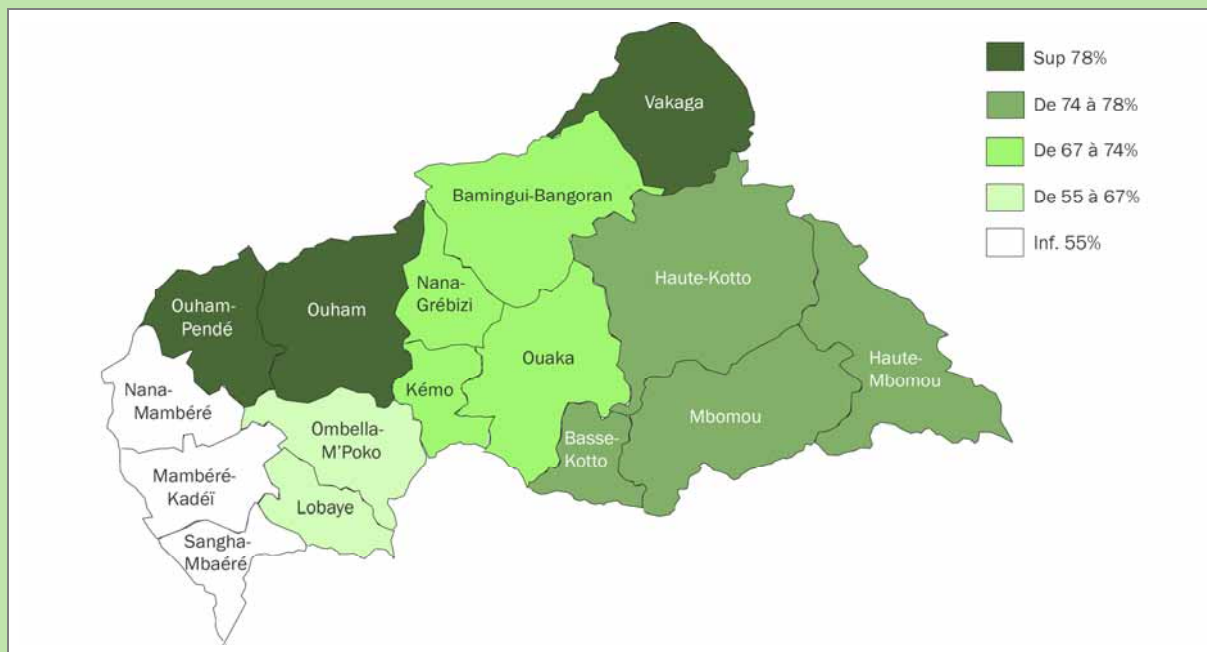 Sup 78%
De 74 à 78%
De 67 à 74%
De 55 à 67%
Inf. 55%
Vakaga
Bamingui-Bangoran
Haute-Kotto
Nana-
Grébizi
Ouham-
Pendé
Ouham
Ouaka
Haute-
Mbomou
Kémo
Nana-
Mambéré
Mbomou
Ombella-
M'Poko
Basse-
Kotto
Mambéré-
Kadéï
Lobaye
Sangha-
Mbaéré